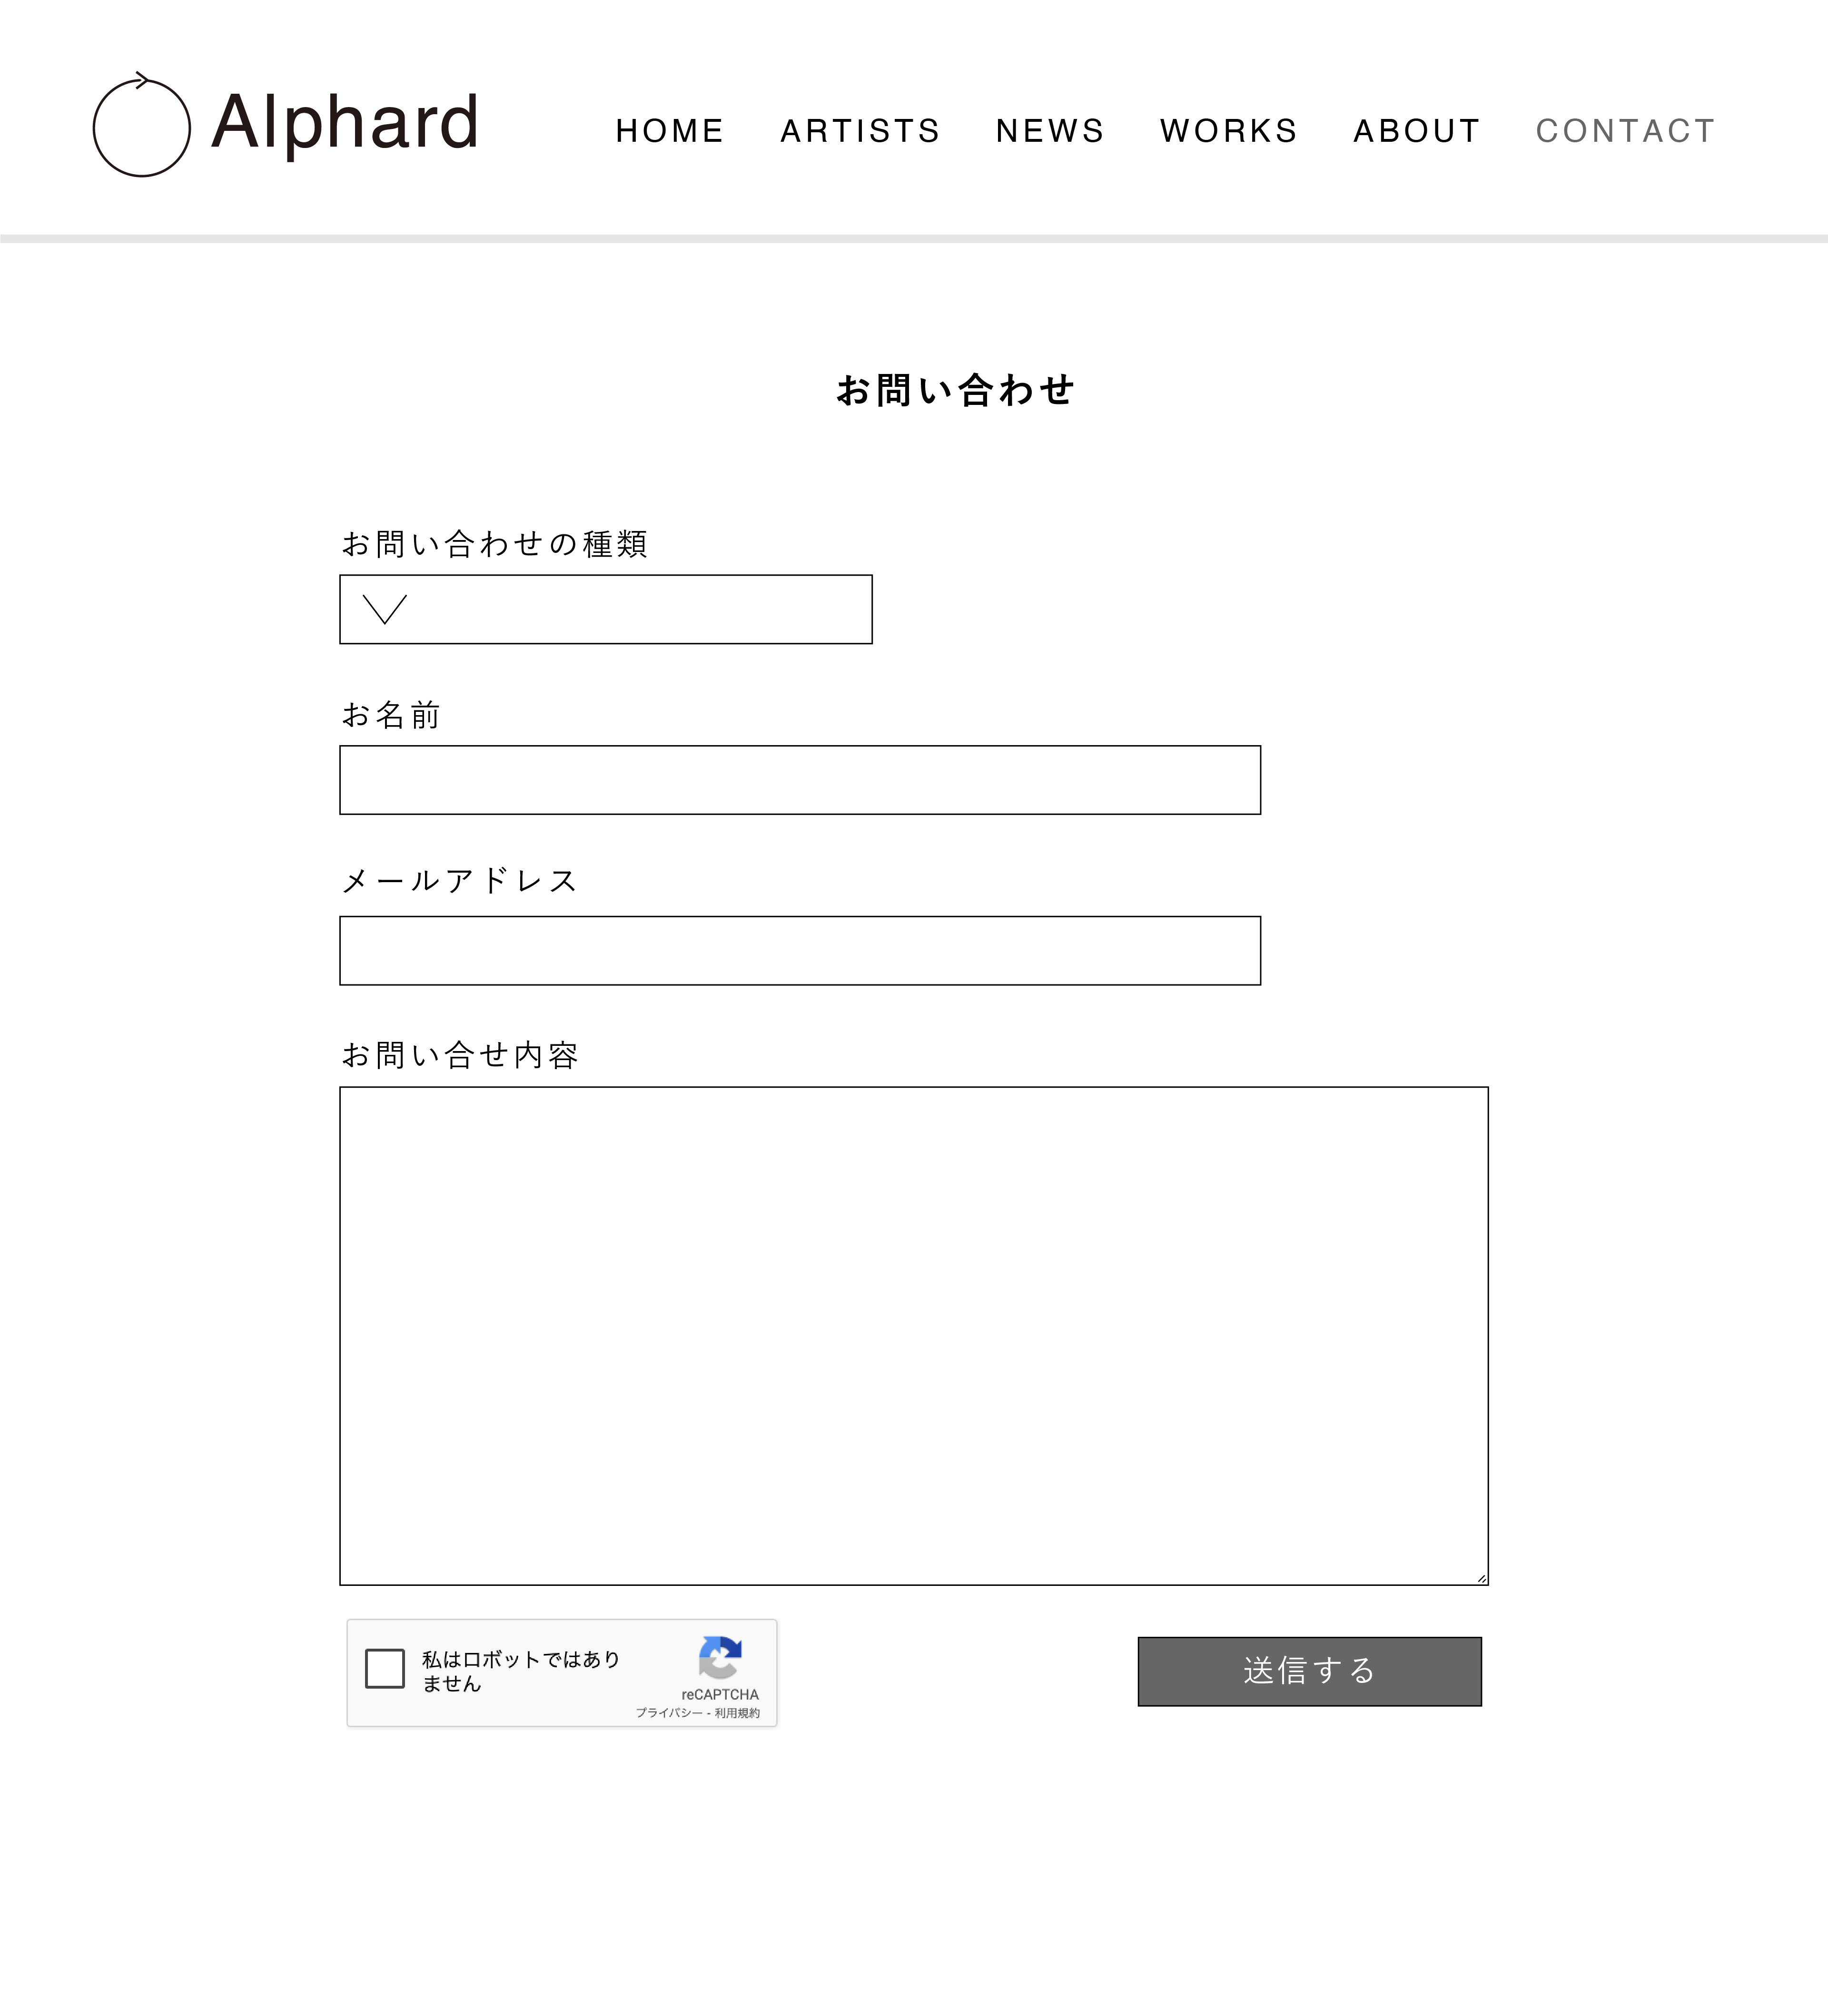 Alphard
HOME ARTISTS NEWS WORKS ABOUT CONTACT
お問い合わせ
お問い合わせの種類
お名前
メールアドレス
お問い合せ内容
私はロボットではあり
ません
reCAPTCHA
プライバシー - 利用規約
送信する